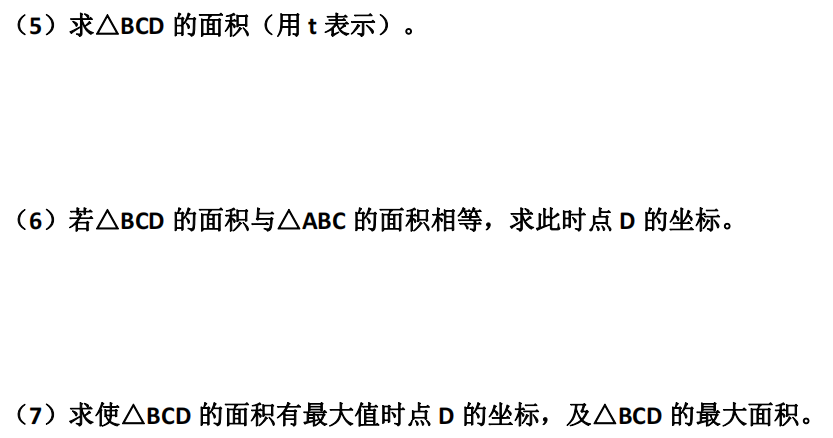 （5）求△BCD 的面积（用 t 表示）。
（6）若△BCD 的面积与△ABC 的面积相等，求此时点 D 的坐标。
（7）求使△BCD 的面积有最大值时点 D 的坐标，及△BCD 的最大面积。